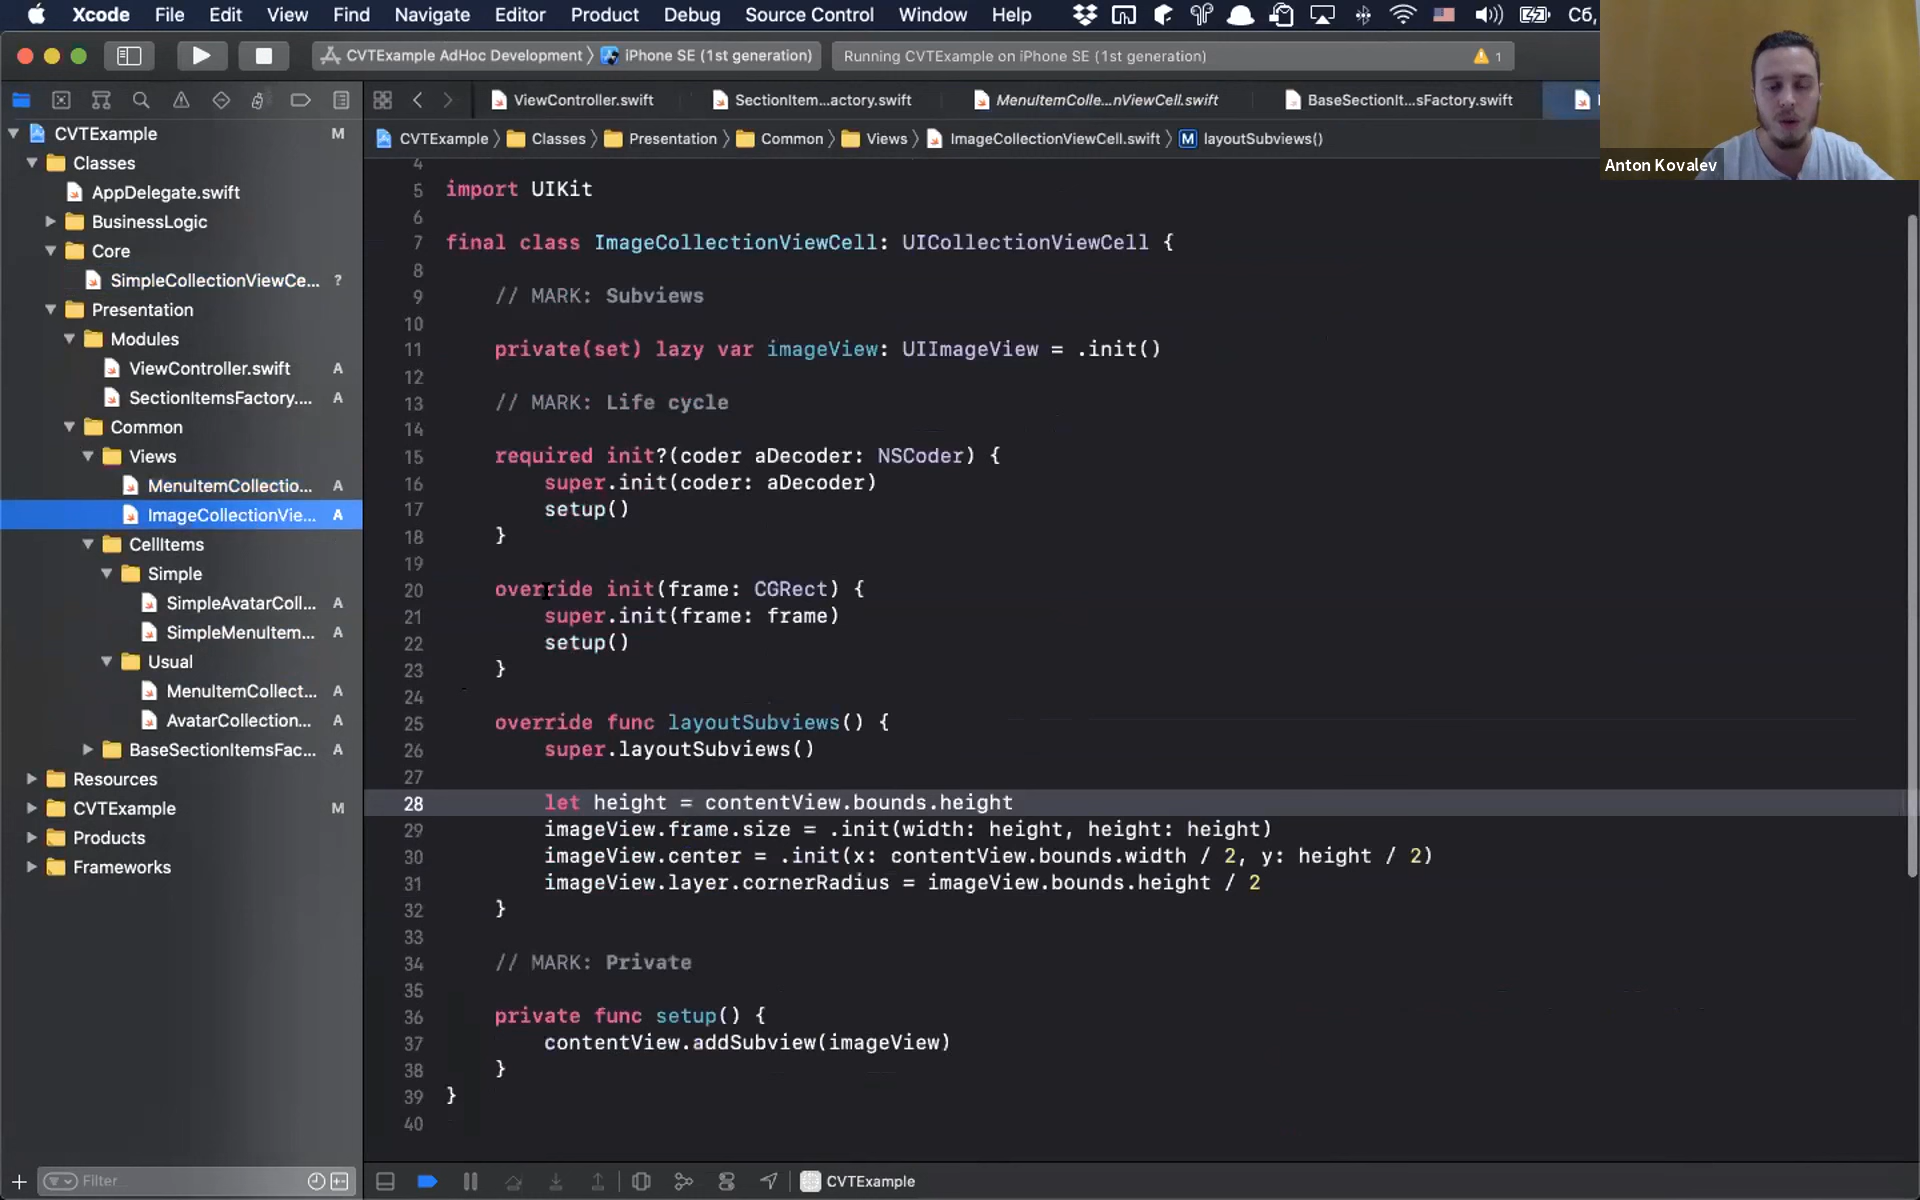 Xcode File Edit View Find Navigate Editor Product Debug Source Control Window Help Сб,
CVTExample AdHoc Development iPhone SE (1st generation) Running CVTExample on iPhone SE (1st generation) 1
ViewController.swift SectionItem...actory.swift MenuItemColle...nViewCell.swift BaseSectionIt...sFactory.swift
CVTExample Classes Presentation Common Views ImageCollectionViewCell.swift M layoutSubviews()
Anton Kovalev
CVTExample M
Classes
AppDelegate.swift
BusinessLogic
Core
SimpleCollectionViewCe... ?
Presentation
Modules
ViewController.swift A
SectionItemsFactory.... A
Common
Views
MenuItemCollectio... A
ImageCollectionVie... A
CellItems
Simple
SimpleAvatarColl... A
SimpleMenuItem... A
Usual
MenuItemCollect... A
AvatarCollection... A
BaseSectionItemsFac... A
Resources
CVTExample M
Products
Frameworks
Filter
4
5 import UIKit
6
7 final class ImageCollectionViewCell: UICollectionViewCell {
8
9 // MARK: Subviews
10
11 private(set) lazy var imageView: UIImageView = .init()
12
13 // MARK: Life cycle
14
15 required init?(coder aDecoder: NSCoder) {
16 super.init(coder: aDecoder)
17 setup()
18 }
19
20 override init(frame: CGRect) {
21 super.init(frame: frame)
22 setup()
23 }
24
25 override func layoutSubviews() {
26 super.layoutSubviews()
27
28 let height = contentView.bounds.height
29 imageView.frame.size = .init(width: height, height: height)
30 imageView.center = .init(x: contentView.bounds.width / 2, y: height / 2)
31 imageView.layer.cornerRadius = imageView.bounds.height / 2
32 }
33
34 // MARK: Private
35
36 private func setup() {
37 contentView.addSubview(imageView)
38 }
39 }
40
CVTExample